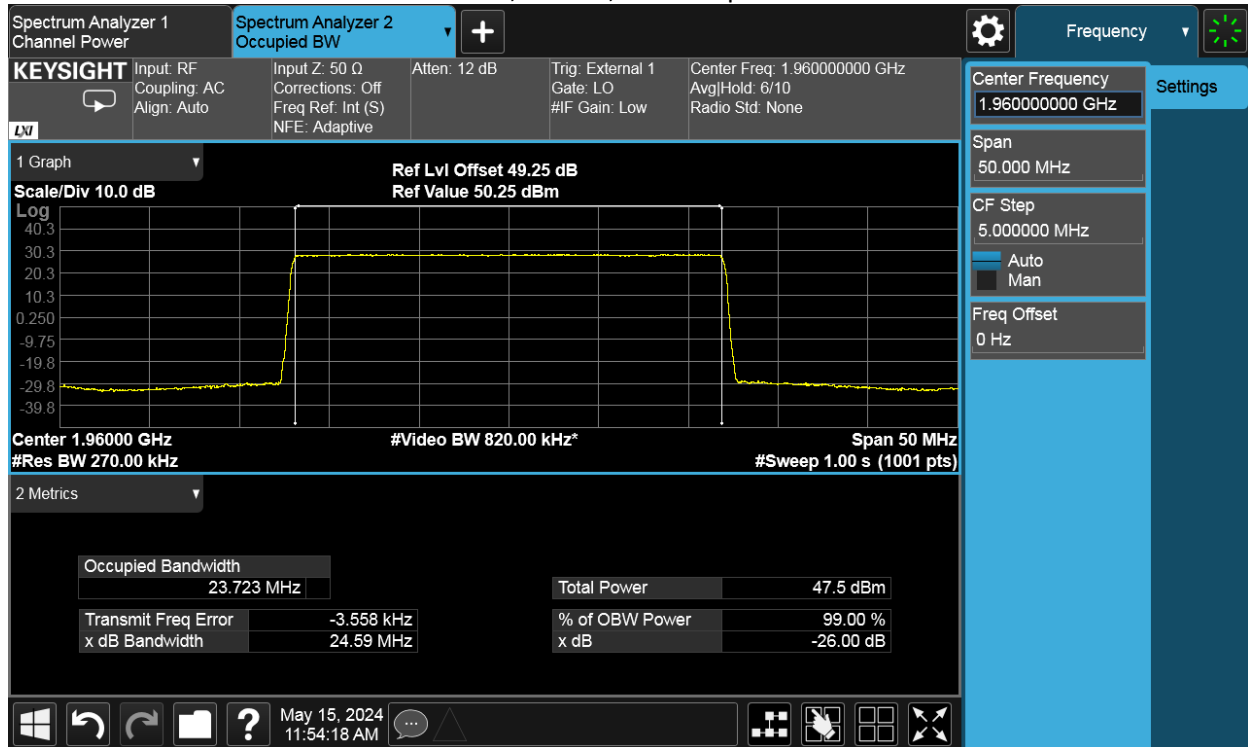 Spectrum Analyzer 1
Channel Power
Spectrum Analyzer 2
Occupied BW
Frequency
KEYSIGHT
LXI
Input: RF
Coupling: AC
Align: Auto
Input Z: 50 Ω
Corrections: Off
Freq Ref: Int (S)
NFE: Adaptive
Atten: 12 dB
Trig: External 1
Gate: LO
#IF Gain: Low
Center Freq: 1.960000000 GHz
Avg|Hold: 6/10
Radio Std: None
Center Frequency
1.960000000 GHz
Settings
Span
50.000 MHz
CF Step
5.000000 MHz
Auto
Man
Freq Offset
0 Hz
1 Graph
Scale/Div 10.0 dB
Ref Lvl Offset 49.25 dB
Ref Value 50.25 dBm
Log
40.3
30.3
20.3
10.3
0.250
-9.75
-19.8
-29.8
-39.8
Center 1.96000 GHz
#Video BW 820.00 kHz*
Span 50 MHz
#Res BW 270.00 kHz
#Sweep 1.00 s (1001 pts)
2 Metrics
Occupied Bandwidth
23.723 MHz
Total Power 47.5 dBm
Transmit Freq Error -3.558 kHz
% of OBW Power 99.00 %
x dB Bandwidth 24.59 MHz
x dB -26.00 dB
?
May 15, 2024
11:54:18 AM